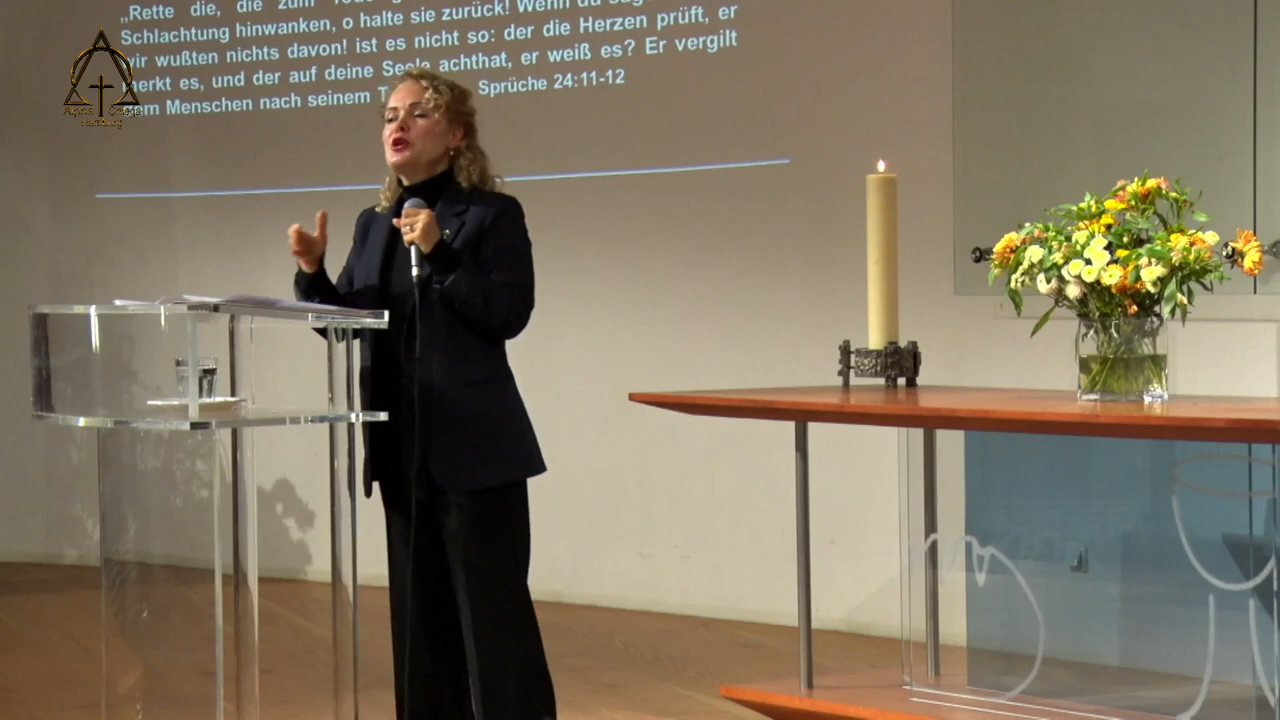 „Rette die, die zum
Schlachtung hinwanken, o halte sie zurück! Wenn du
wir wußten nichts davon! ist es nicht so: der die Herzen prüft, er
merkt es, und der auf deine Seele achthat, er weiß es? Er vergilt
dem Menschen nach seinem Sprüche 24:11-12
Hamburg